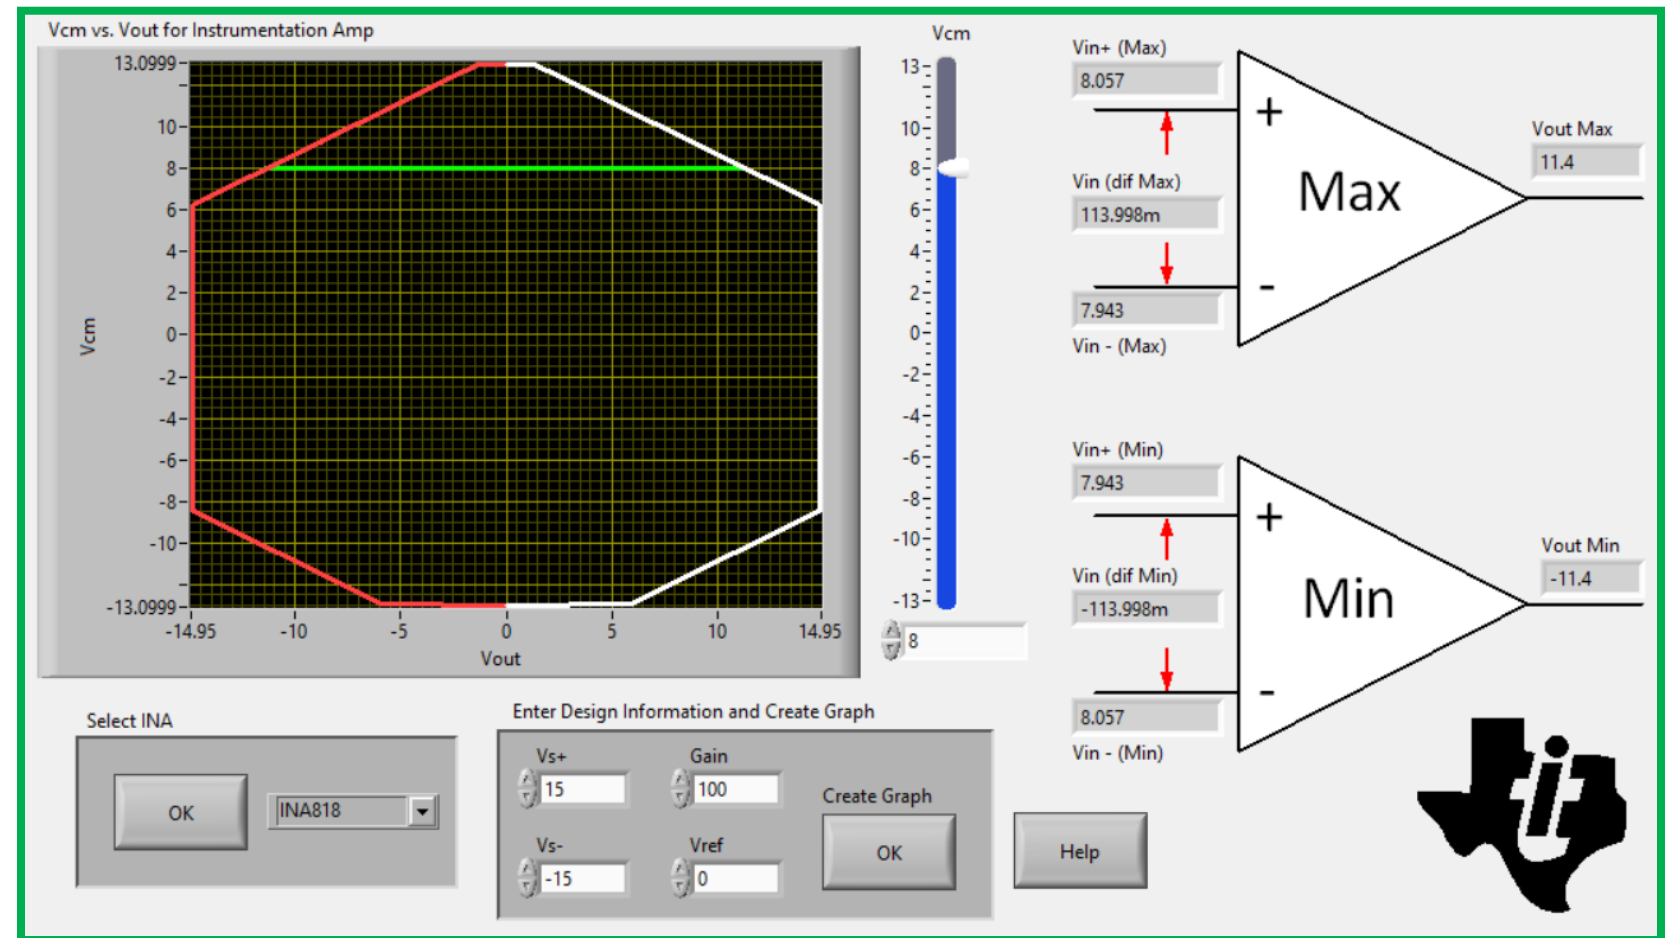 Vcm vs. Vout for Instrumentation Amp
13.0999
10
8
6
4
2
0
-2
-4
-6
-8
-10
-13.0999
Vcm
-14.95 -10 -5 0 5 10 14.95
Vout
Vcm
13
10
8
6
4
2
0
-2
-4
-6
-8
-10
-13
8
Vin+ (Max)
8.057
Vin (dif Max)
113.998m
7.943
Vin - (Max)
+
Max
-
Vout Max
11.4
Vin+ (Min)
7.943
Vin (dif Min)
-113.998m
8.057
Vin - (Min)
+
Min
-
Vout Min
-11.4
Select INA
OK
INA818
Enter Design Information and Create Graph
Vs+ Gain
15 100
Vs- Vref
-15 0
Create Graph
OK
Help
ti